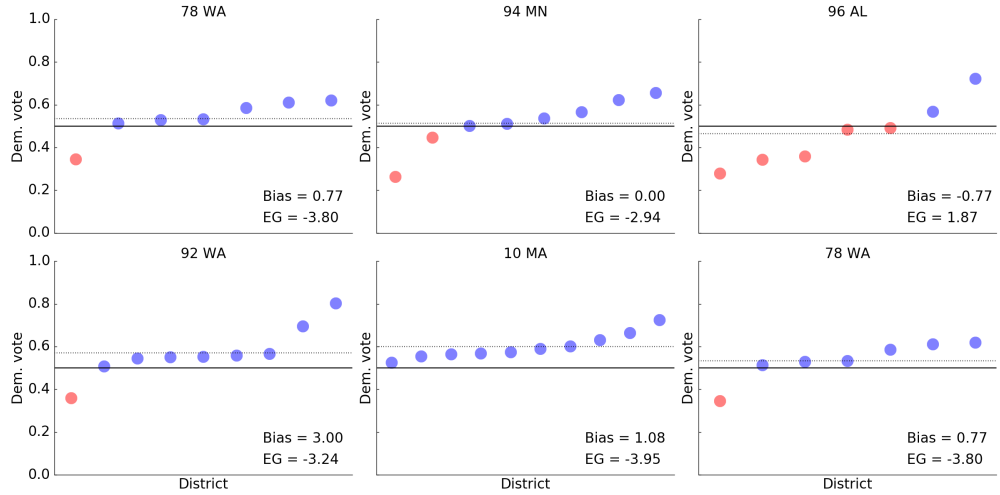 78 WA
94 MN
96 AL
1.0
0.8
0.6
0.4
0.2
0.0
Dem. vote
Dem. vote
Dem. vote
Bias = 0.77
EG = -3.80
Bias = 0.00
EG = -2.94
Bias = -0.77
EG = 1.87
92 WA
10 MA
78 WA
1.0
0.8
0.6
0.4
0.2
0.0
Dem. vote
Dem. vote
Dem. vote
Bias = 3.00
EG = -3.24
Bias = 1.08
EG = -3.95
Bias = 0.77
EG = -3.80
District
District
District